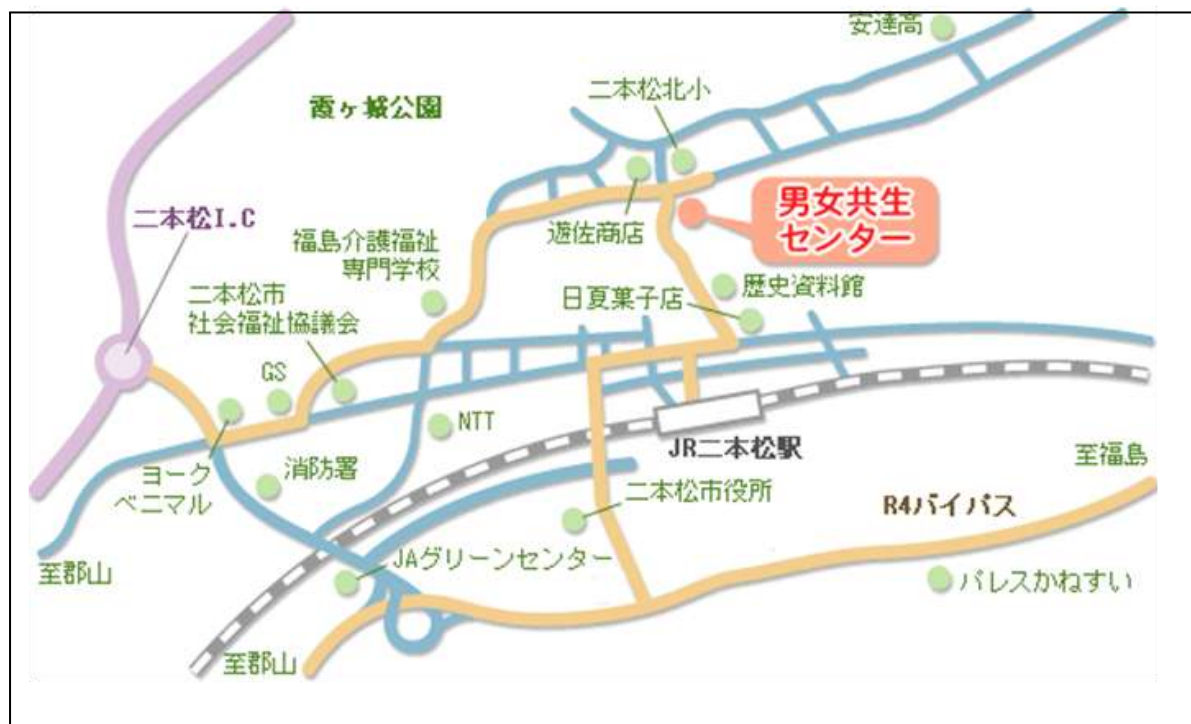 安達高
二本松北小
霞ヶ城公園
男女共生
センター
二本松I.C
遊佐商店
福島介護福祉
専門学校
歴史資料館
日夏菓子店
二本松市
社会福祉協議会
GS
NTT
JR二本松駅
至福島
ヨーク
ベニマル
消防署
二本松市役所
R4バイパス
JAグリーンセンター
至郡山
パレスかねすい
至郡山